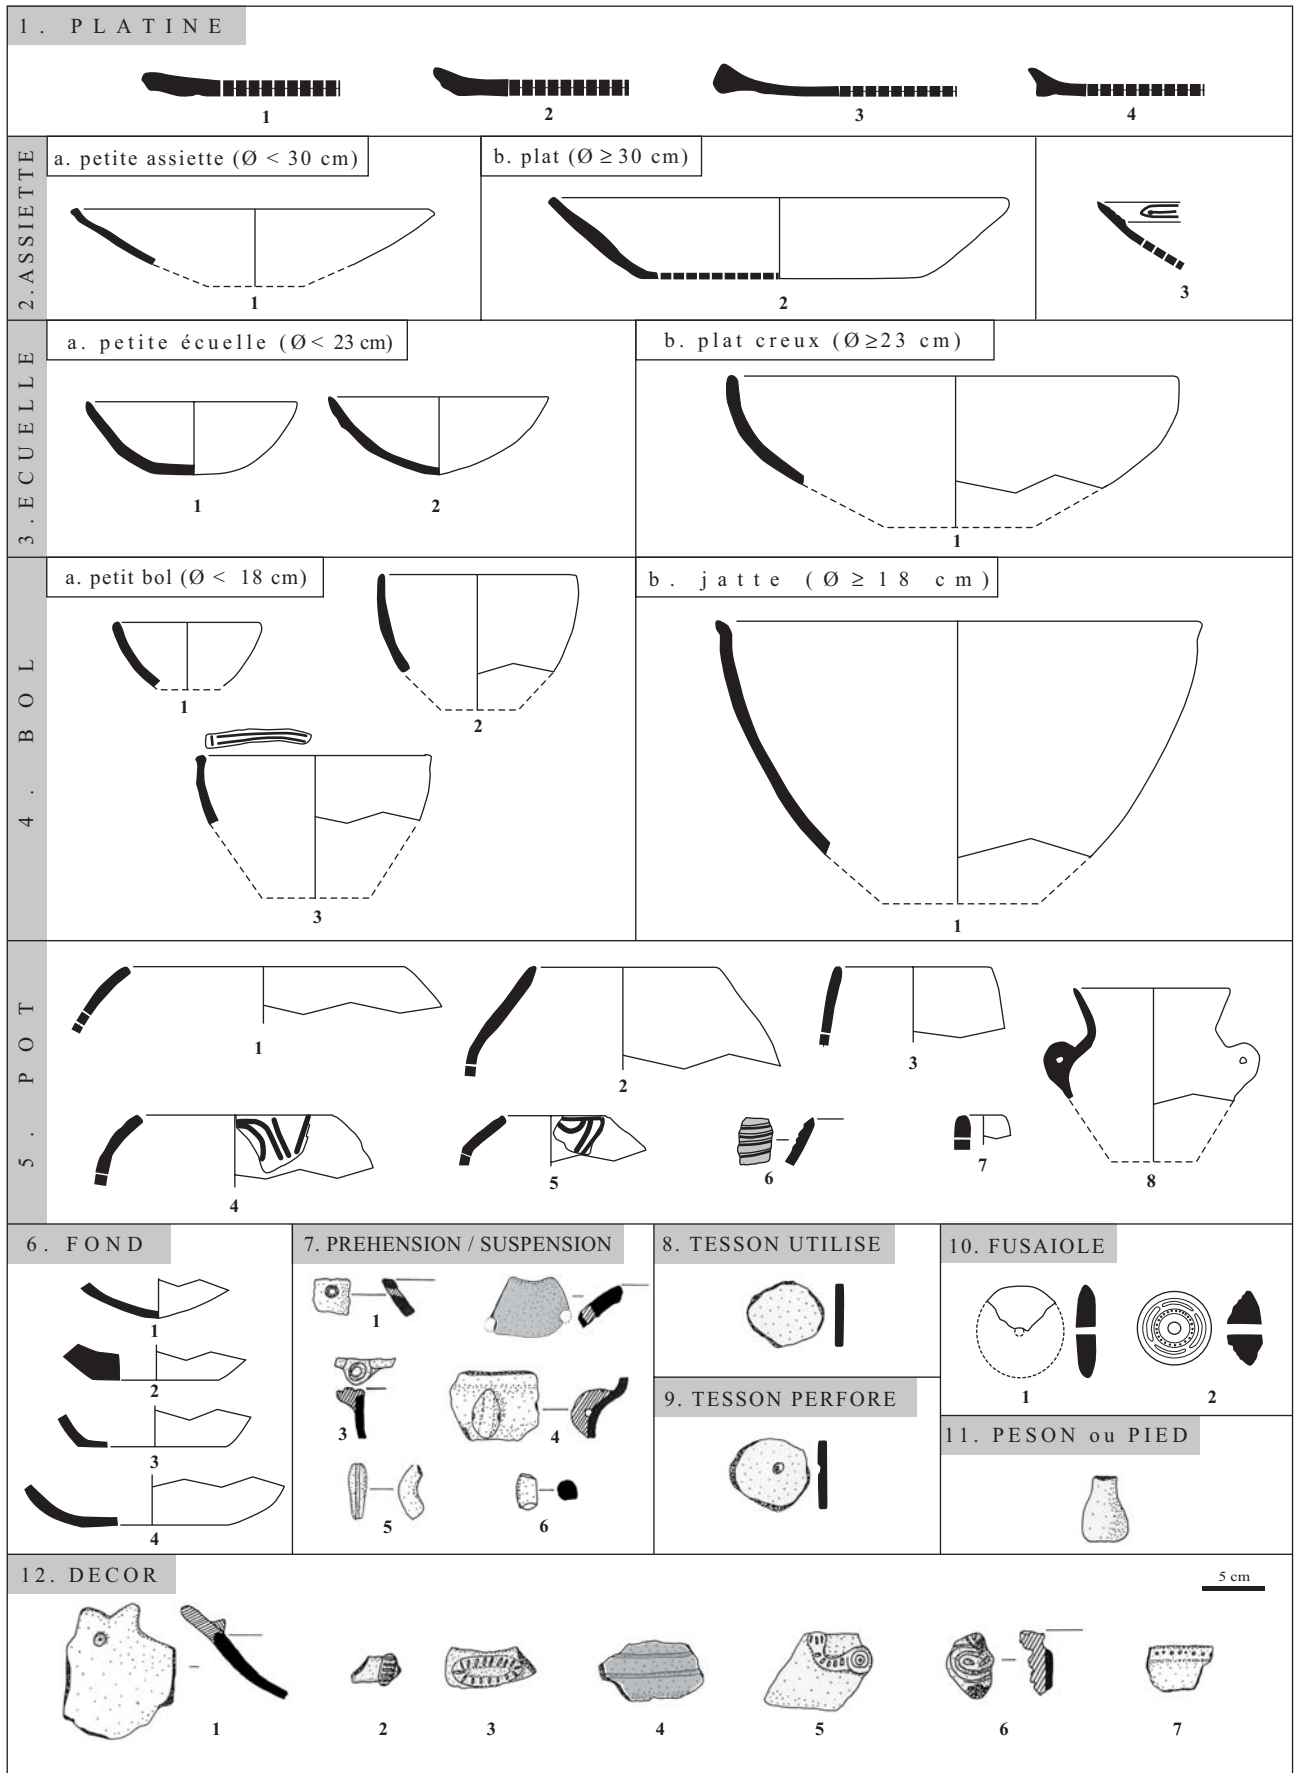 1. PLATINE
1 2 3 4
2.ASSIETTE
a. petite assiette (Ø < 30 cm)
b. plat (Ø ≥ 30 cm)
1 2 3
3.ECUELLE
a. petite écuelle (Ø < 23 cm)
b. plat creux (Ø ≥23 cm)
1 2 1
4. BOL
a. petit bol (Ø < 18 cm)
b. jatte (Ø ≥ 18 cm)
1 2
3 1
5. POT
1 2 3
4 5 6 7 8
6. FOND
1
2
3
4
7. PREHENSION / SUSPENSION
1
3 4
5 6
8. TESSON UTILISE
9. TESSON PERFORE
10. FUSAIOLE
1 2
11. PESON ou PIED
12. DECOR
5 cm
1 2 3 4 5 6 7